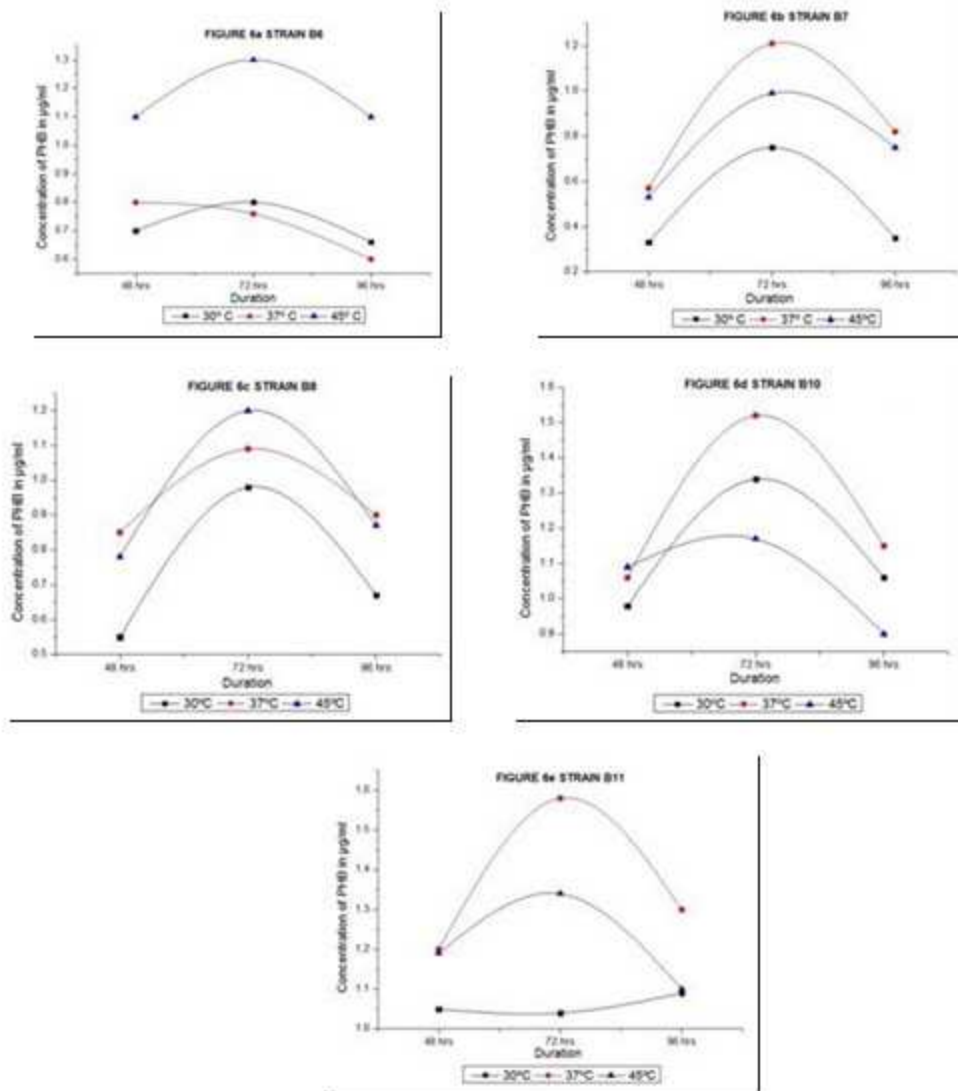 FIGURE 6a STRAIN B6
Concentration of PHB in µg/ml
1.3
1.2
1.1
1.0
0.9
0.8
0.7
0.6
48 hrs
72 hrs
96 hrs
Duration
30° C
37° C
45° C
FIGURE 6b STRAIN B7
Concentration of PHB in µg/ml
1.2
1.0
0.8
0.6
0.4
0.2
48 hrs
72 hrs
96 hrs
Duration
30° C
37° C
45°C
FIGURE 6c STRAIN B8
Concentration of PHB in µg/ml
1.2
1.1
1.0
0.9
0.8
0.7
0.6
0.5
48 hrs
72 hrs
96 hrs
Duration
30°C
37°C
45°C
FIGURE 6d STRAIN B10
Concentration of PHB in µg/ml
1.6
1.5
1.4
1.3
1.2
1.1
1.0
0.9
48 hrs
72 hrs
96 hrs
Duration
30°C
37°C
45°C
FIGURE 6e STRAIN B11
Concentration of PHB in µg/ml
1.6
1.5
1.4
1.3
1.2
1.1
1.0
48 hrs
72 hrs
96 hrs
Duration
30°C
37°C
45°C